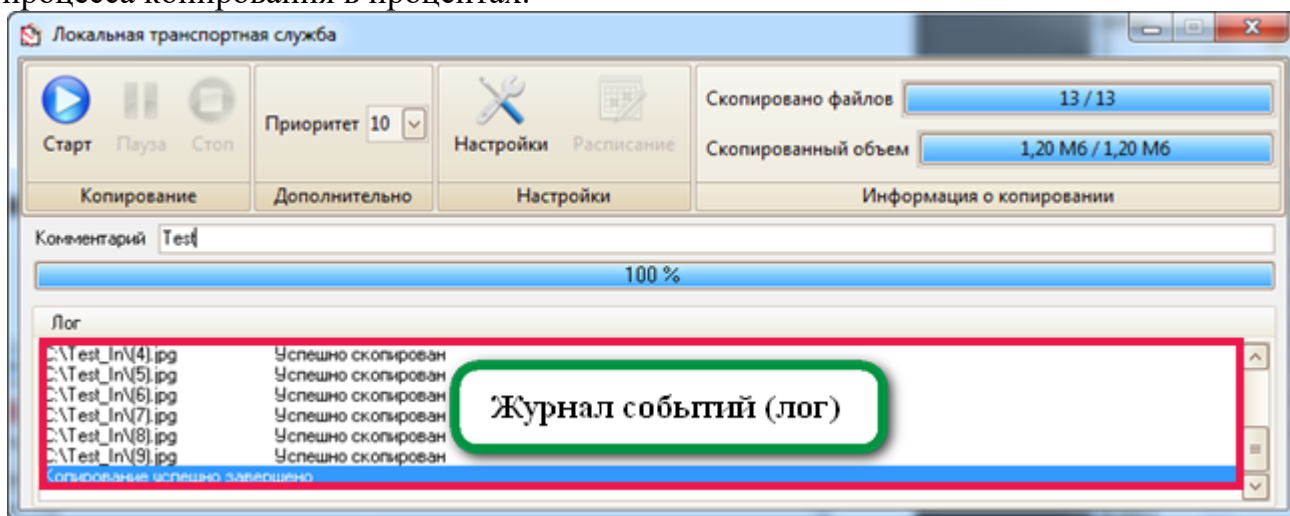 процесса копирования в процентах.
Локальная транспортная служба
Старт Пауза Стоп
Приоритет 10
Настройки Расписание
Скопировано файлов 13 / 13
Скопированный объем 1,20 Мб / 1,20 Мб
Копирование Дополнительно Настройки Информация о копировании
Комментарий Test
100 %
Лог
C:\Test_In\(4).jpg Успешно скопирован
C:\Test_In\(5).jpg Успешно скопирован
C:\Test_In\(6).jpg Успешно скопирован
C:\Test_In\(7).jpg Успешно скопирован
C:\Test_In\(8).jpg Успешно скопирован
C:\Test_In\(9).jpg Успешно скопирован
Копирование успешно завершено
Журнал событий (лог)